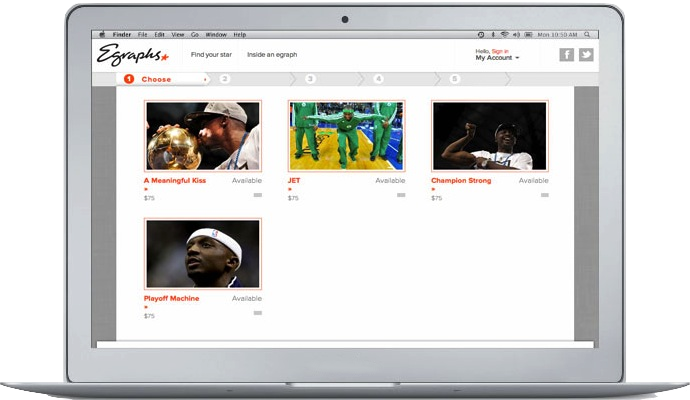 Finder File Edit View Go Window Help Mon 10:50 AM
Egraphs
Find your star Inside an egraph
Hello, Sign in
My Account
f
1 Choose 2 3 4 5
A Meaningful Kiss Available
$75
JET Available
$75
Champion Strong Available
$75
Playoff Machine Available
$75